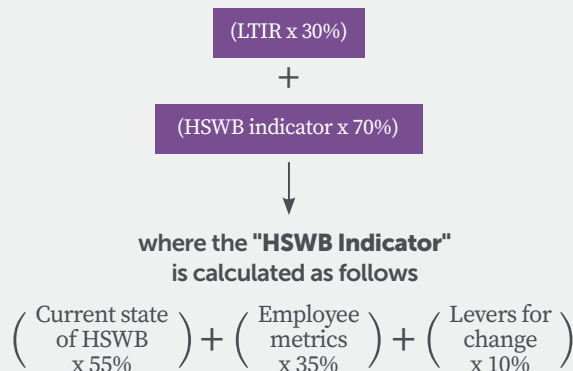 (LTIR x 30%)
+
(HSWB indicator x 70%)
where the "HSWB Indicator"
is calculated as follows
(Current state of HSWB x 55%) + (Employee metrics x 35%) + (Levers for change x 10%)